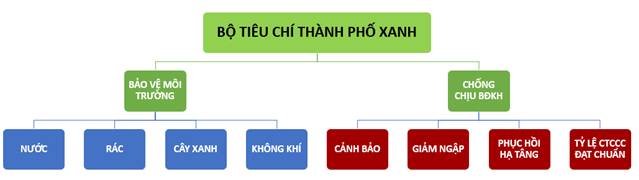 BỘ TIÊU CHÍ THÀNH PHỐ XANH
BẢO VỆ MÔI
TRƯỜNG
CHỐNG
CHỊU BĐKH
NƯỚC
RÁC
CÂY XANH
KHÔNG KHÍ
CẢNH BÁO
GIẢM NGẬP
PHỤC HỒI
HẠ TẦNG
TỶ LỆ CTCCC
ĐẠT CHUẨN